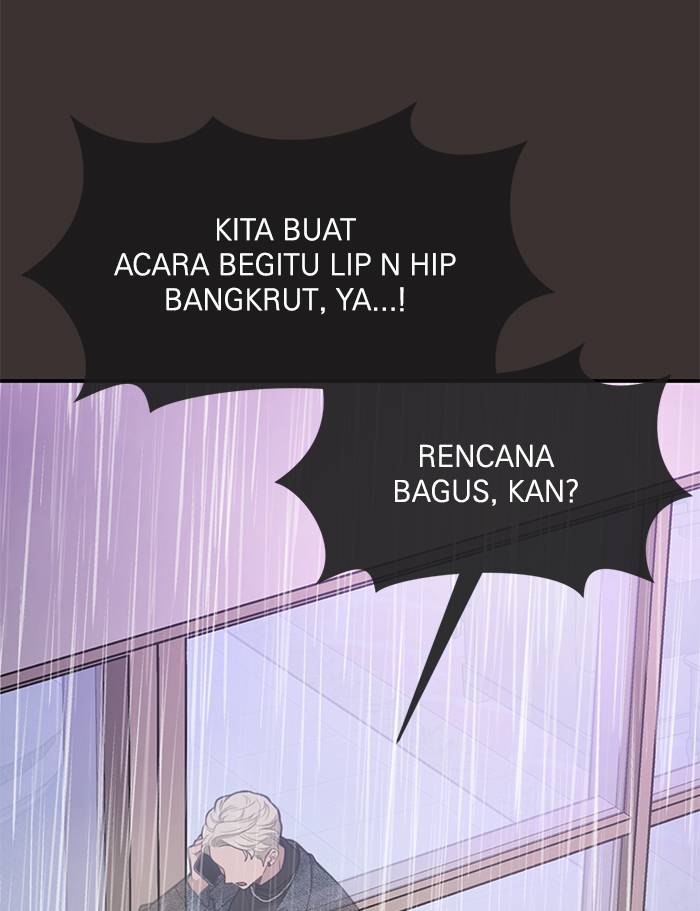 KITA BUAT
ACARA BEGITU LIP N HIP
BANGKRUT, YA...!
RENCANA
BAGUS, KAN?